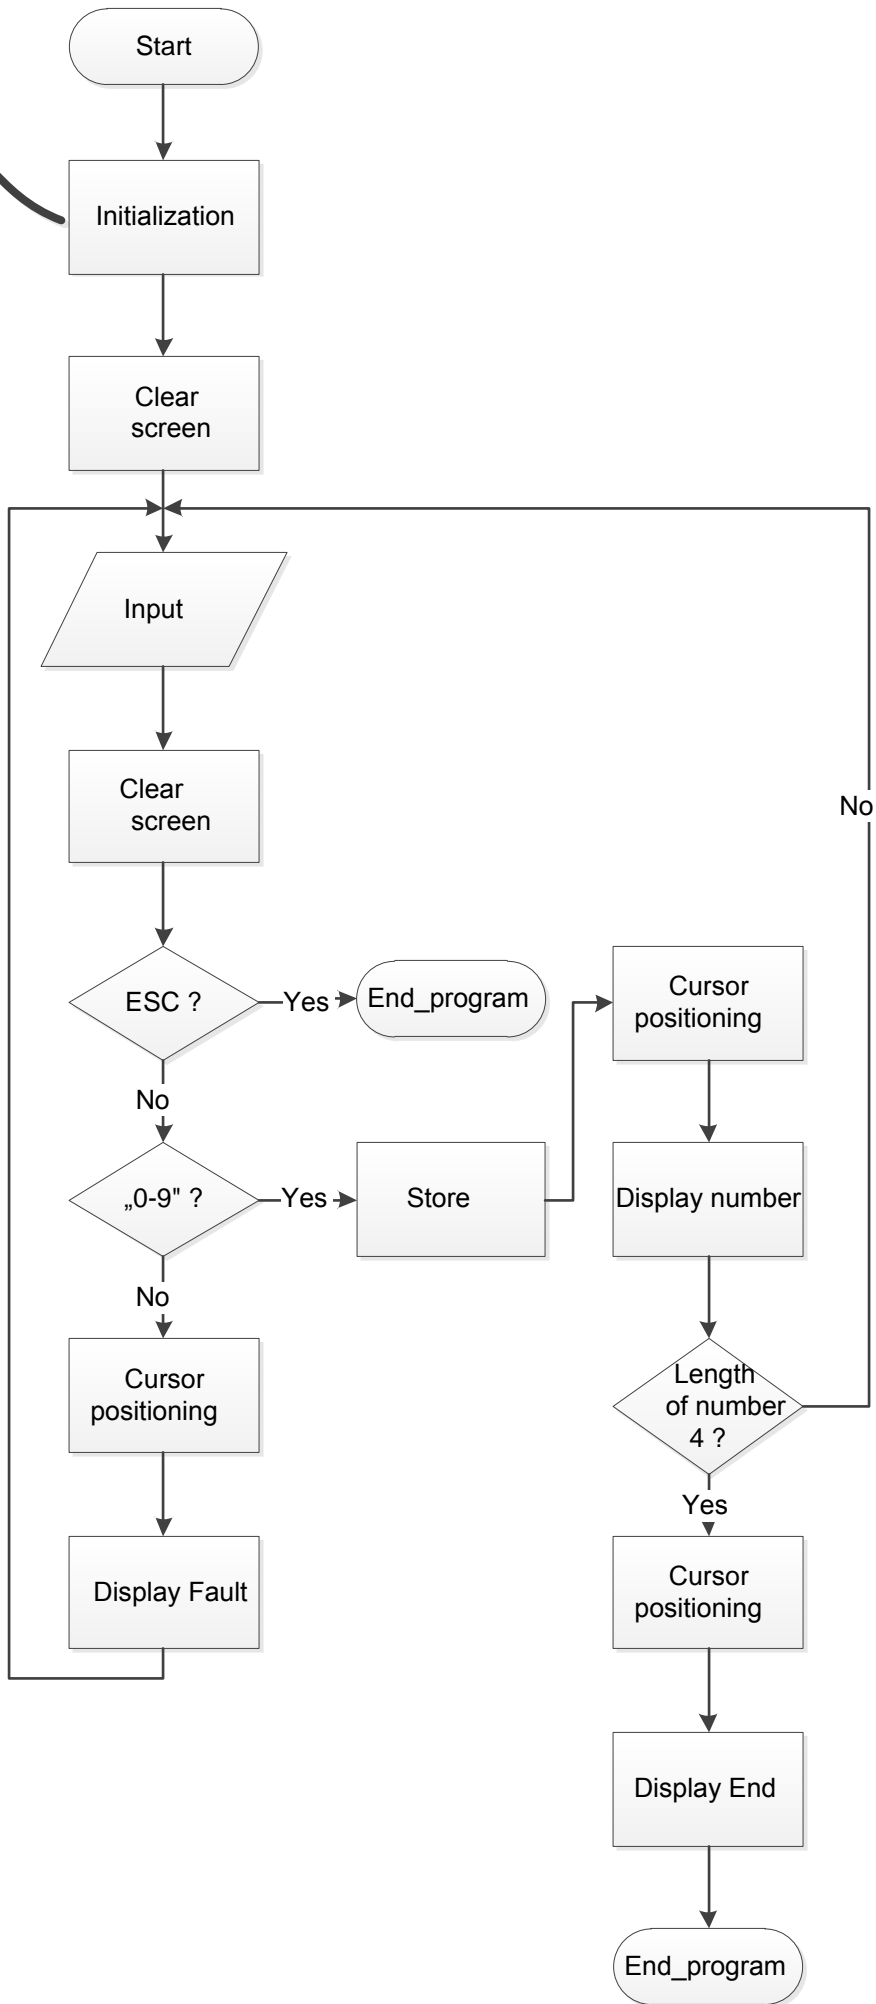 Start
Initialization
Clear
screen
Input
Clear
screen
No
ESC ?
Yes
End_program
Cursor
positioning
No
„0-9" ?
Yes
Store
Display number
No
Cursor
positioning
Length
of number
4 ?
Yes
Display Fault
Cursor
positioning
Display End
End_program